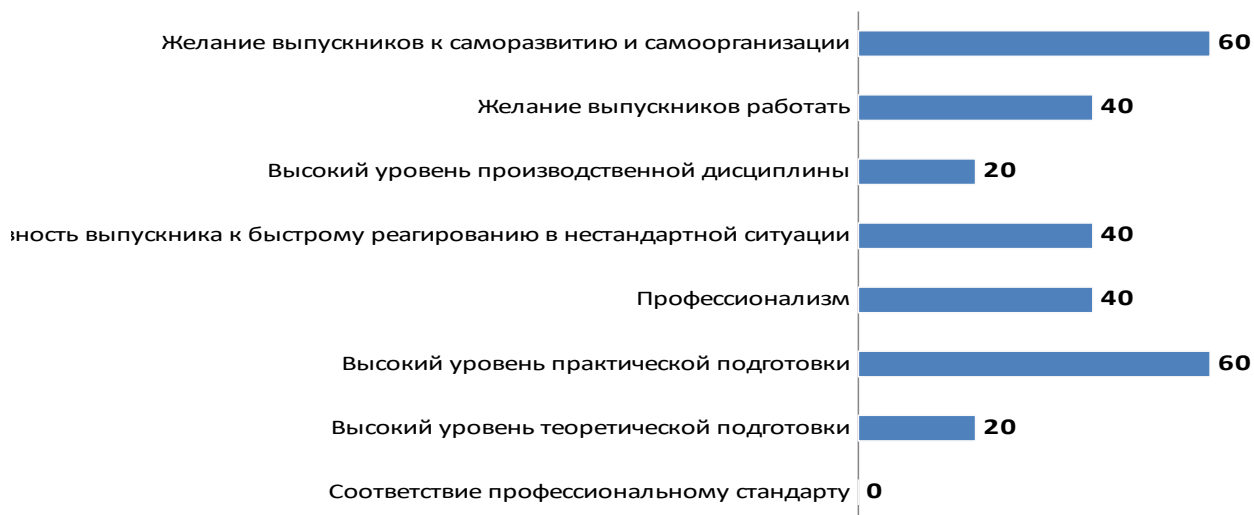 Желание выпускников к саморазвитию и самоорганизации 60
Желание выпускников работать 40
Высокий уровень производственной дисциплины 20
выпускника к быстрому реагированию в нестандартной ситуации 40
Профессионализм 40
Высокий уровень практической подготовки 60
Высокий уровень теоретической подготовки 20
Соответствие профессиональному стандарту 0